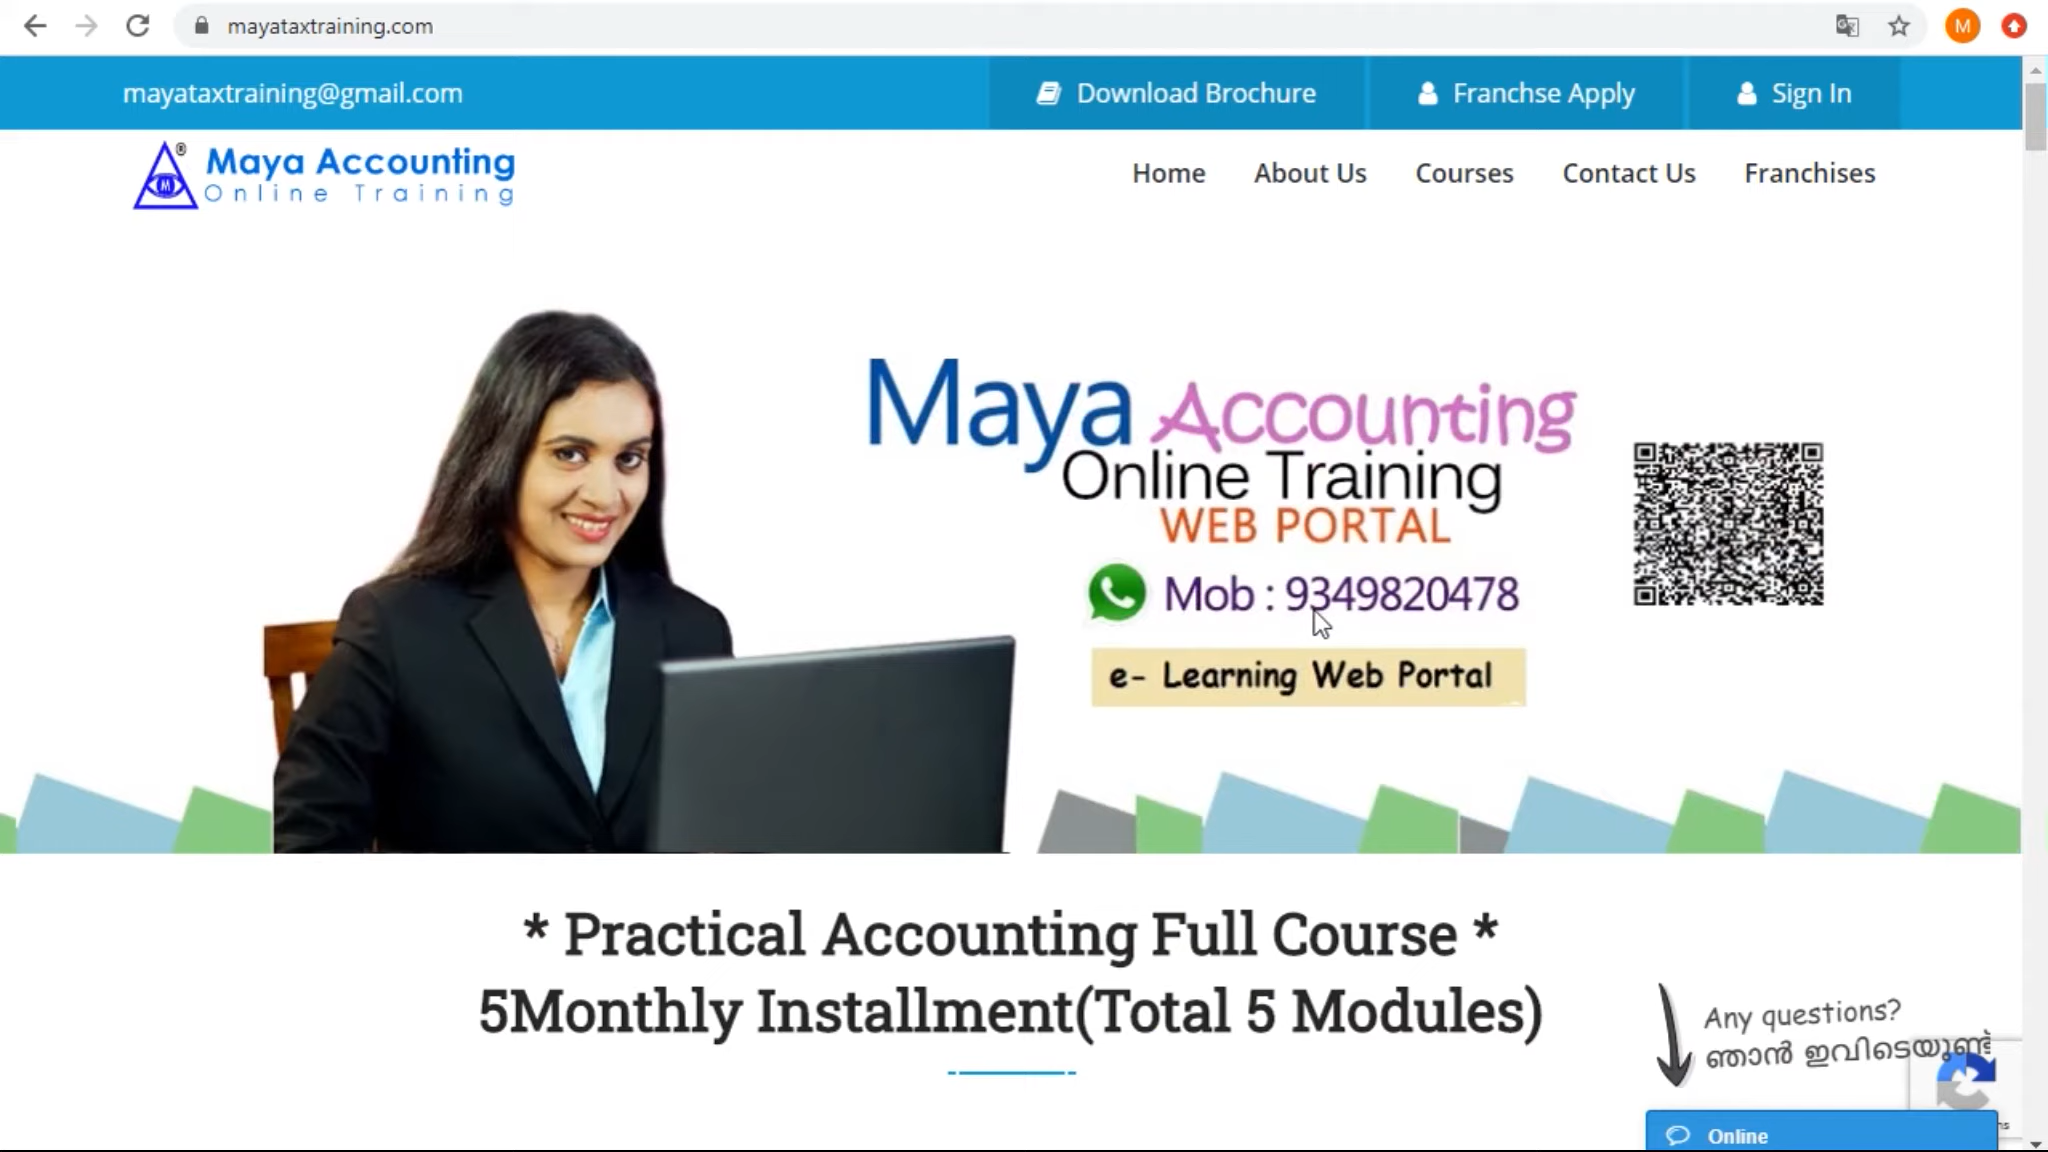 mayataxtraining.com
M
mayataxtraining@gmail.com
Download Brochure
Franchse Apply
Sign In
M
®
Maya Accounting
Online Training
Home
About Us
Courses
Contact Us
Franchises
Maya Accounting
Online Training
WEB PORTAL
Mob : 9349820478
e- Learning Web Portal
* Practical Accounting Full Course *
5Monthly Installment(Total 5 Modules)
Any questions?
ഞാൻ ഇവിടെയുണ്ട്
Online